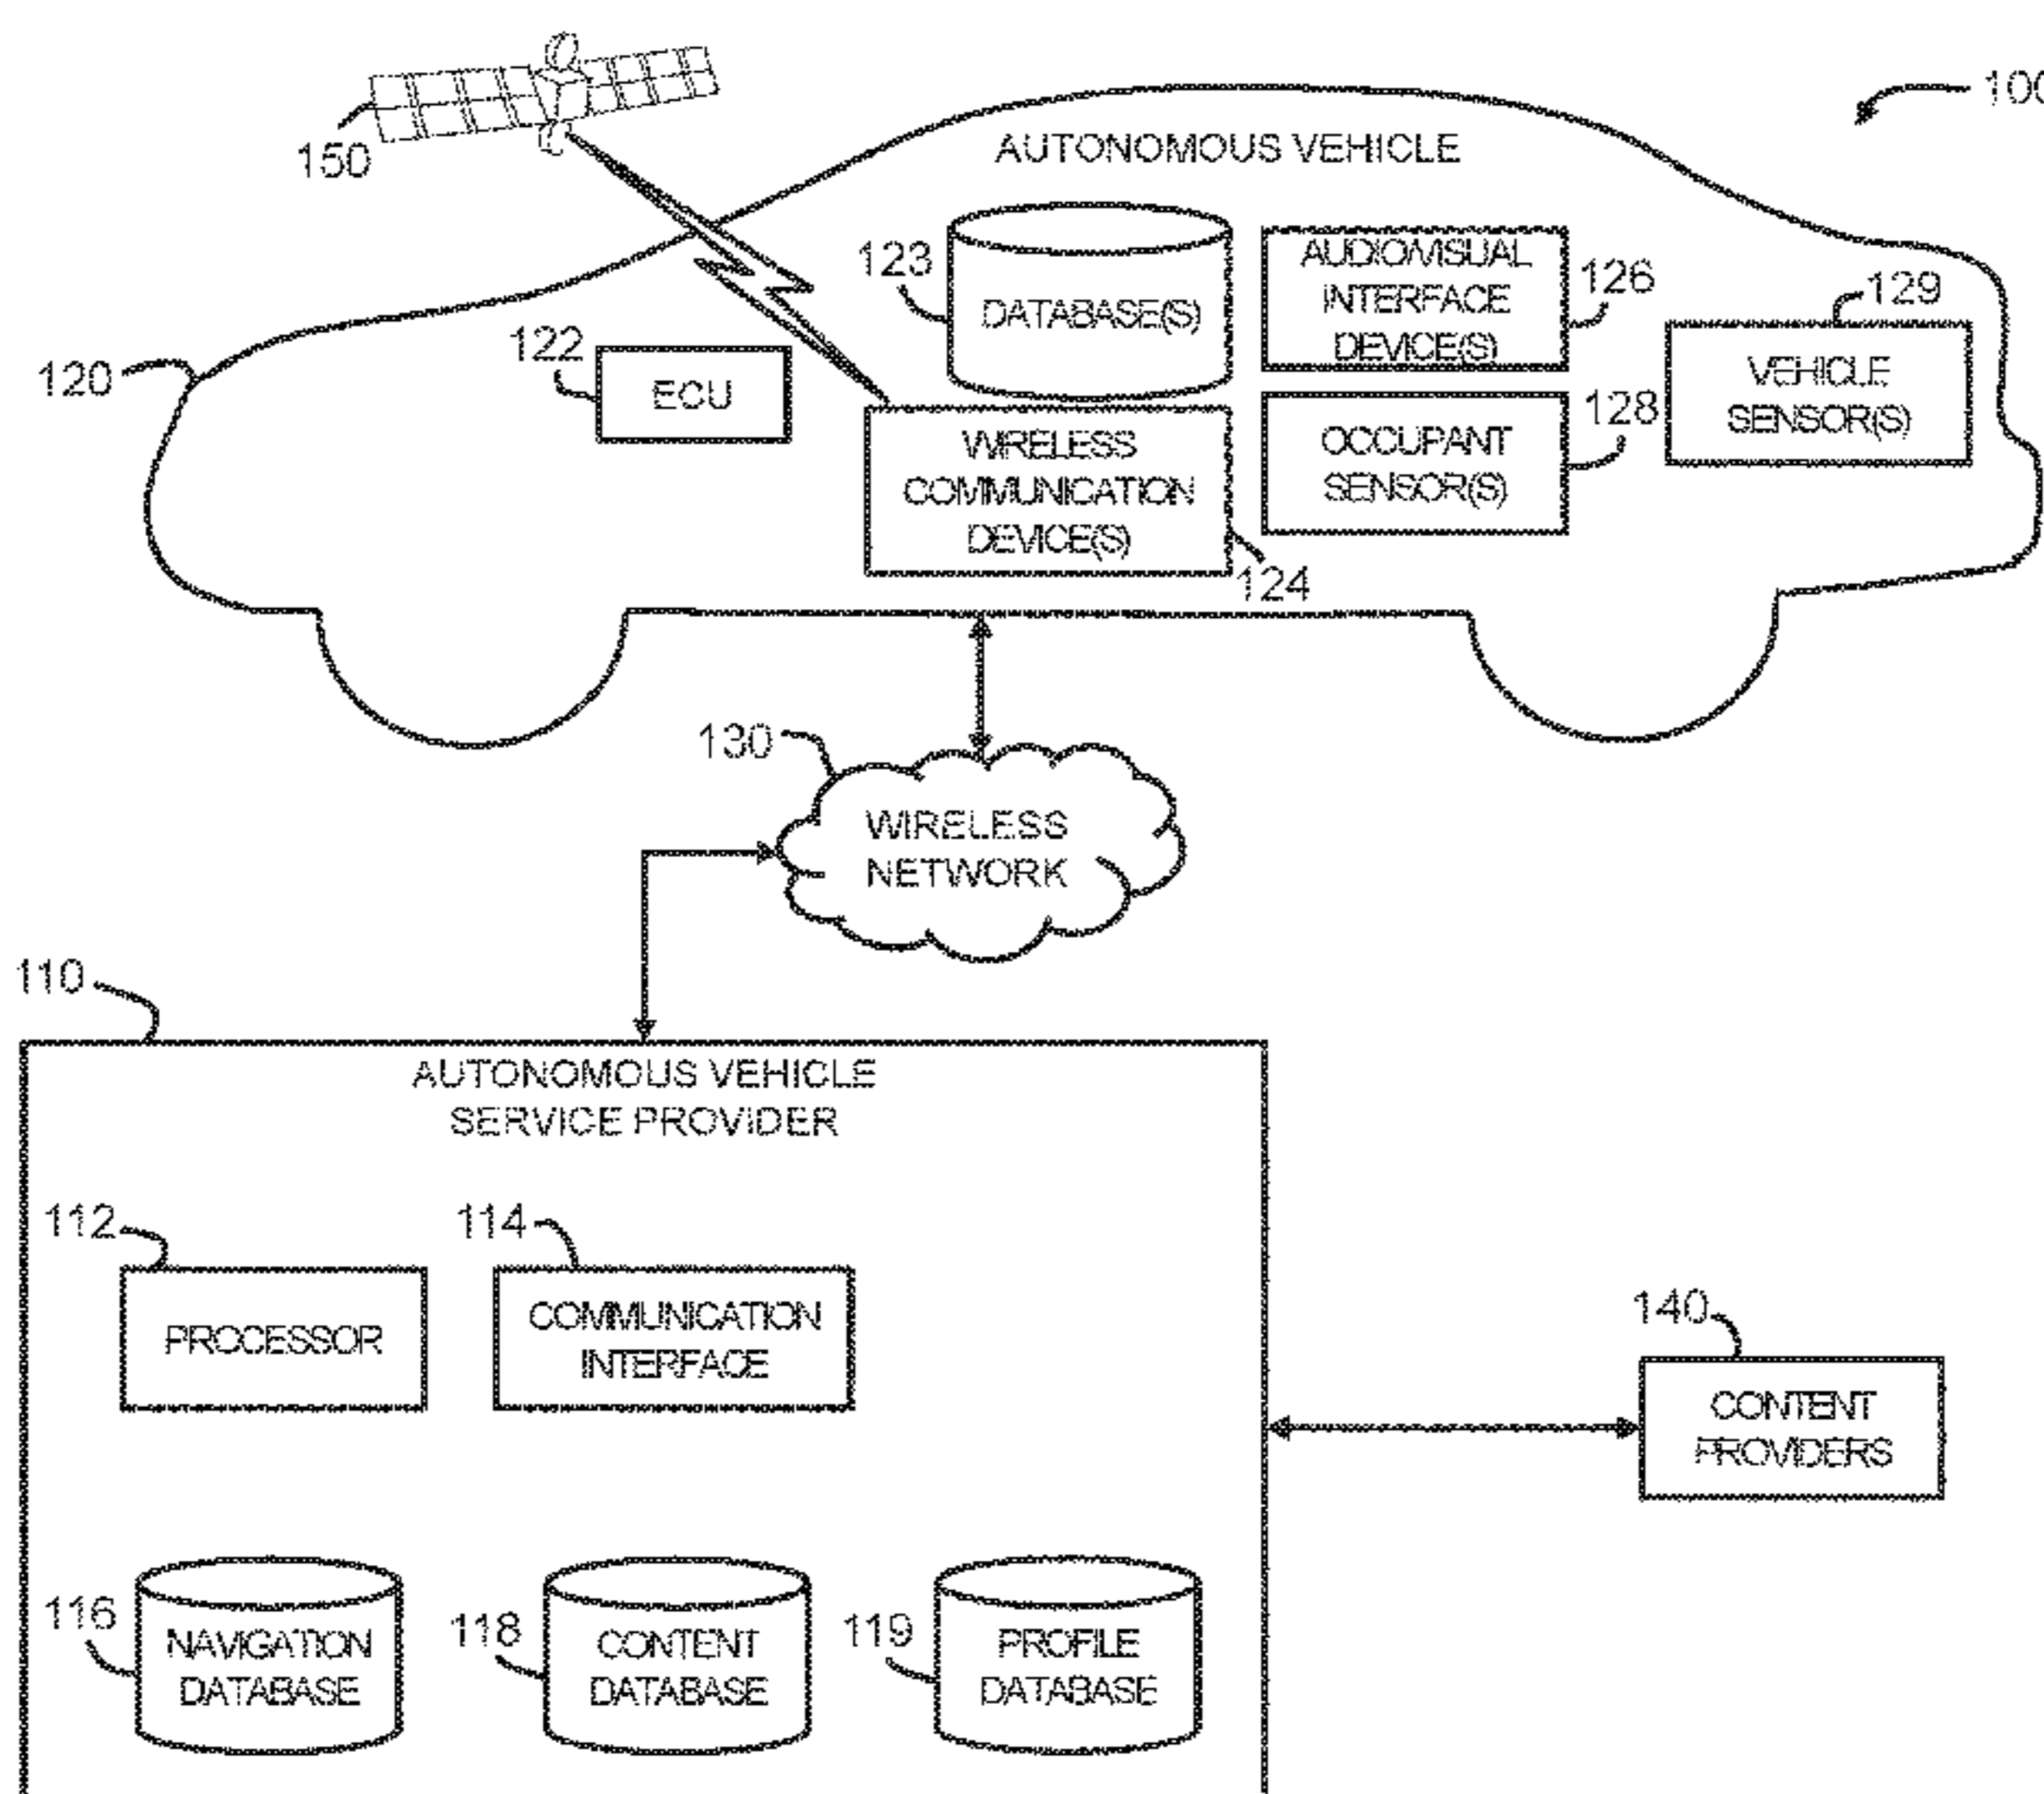 100
150
AUTONOMOUS VEHICLE
123
DATABASE(S)
AUDIOVISUAL
INTERFACE
DEVICE(S)
126
129
VEHICLE
SENSOR(S)
120
122
ECU
WIRELESS
COMMUNICATION
DEVICE(S)
124
OCCUPANT
SENSOR(S)
128
130
WIRELESS
NETWORK
110
AUTONOMOUS VEHICLE
SERVICE PROVIDER
112
PROCESSOR
114
COMMUNICATION
INTERFACE
140
CONTENT
PROVIDERS
116
NAVIGATION
DATABASE
118
CONTENT
DATABASE
119
PROFILE
DATABASE